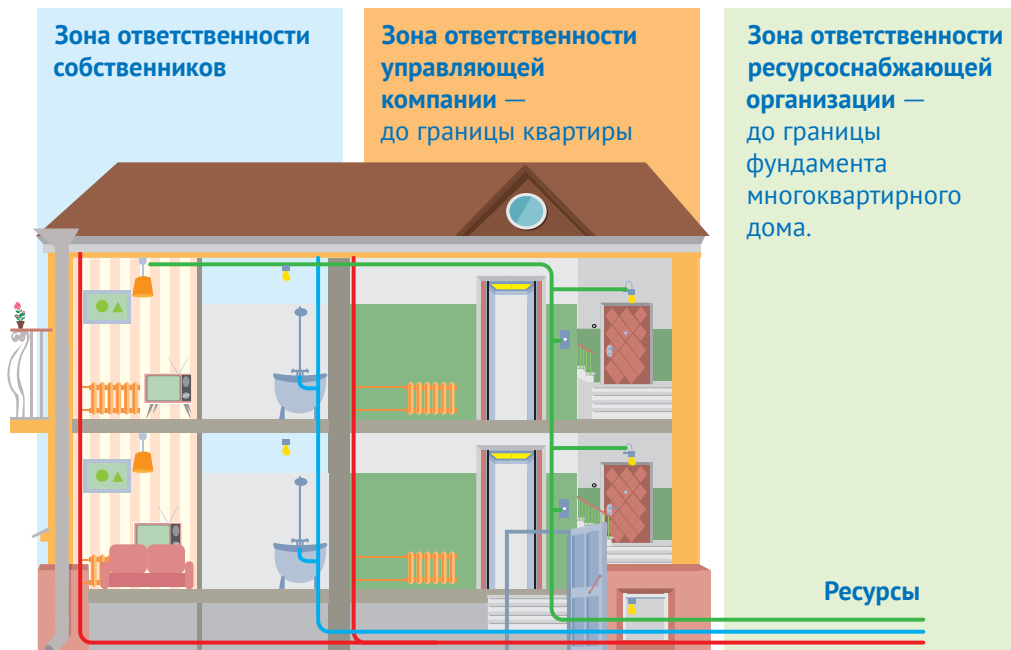 Зона ответственности
собственников
Зона ответственности
управляющей
компании —
до границы квартиры
Зона ответственности
ресурсоснабжающей
организации —
до границы
фундамента
многоквартирного
дома.
Ресурсы